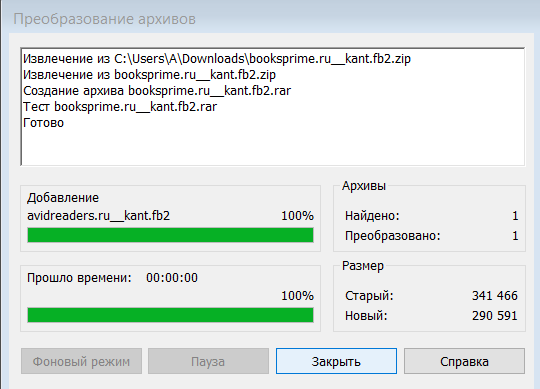 Преобразование архивов
Извлечение из C:\Users\A\Downloads\booksprime.ru__kant.fb2.zip
Извлечение из booksprime.ru__kant.fb2.zip
Создание архива booksprime.ru__kant.fb2.rar
Тест booksprime.ru__kant.fb2.rar
Готово
Добавление
avidreaders.ru__kant.fb2 100%
Архивы
Найдено: 1
Преобразовано: 1
Прошло времени: 00:00:00
100%
Размер
Старый: 341 466
Новый: 290 591
Фоновый режим
Пауза
Закрыть
Справка